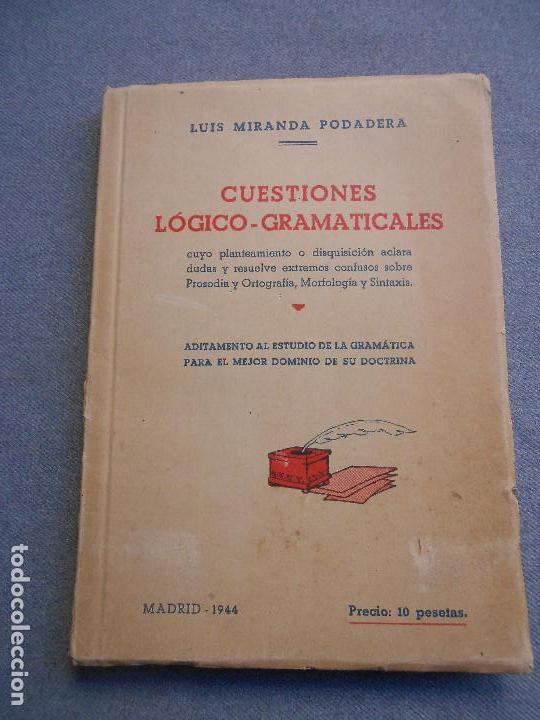 LUIS MIRANDA PODADERA
CUESTIONES
LÓGICO-GRAMATICALES
cuyo planteamiento o disquisición aclara
dudas y resuelve extremos confusos sobre
Prosodia y Ortografía, Morfología y Sintaxis.
ADITAMENTO AL ESTUDIO DE LA GRAMÁTICA
PARA EL MEJOR DOMINIO DE SU DOCTRINA
MADRID - 1944
Precio: 10 pesetas.
todocoleccion